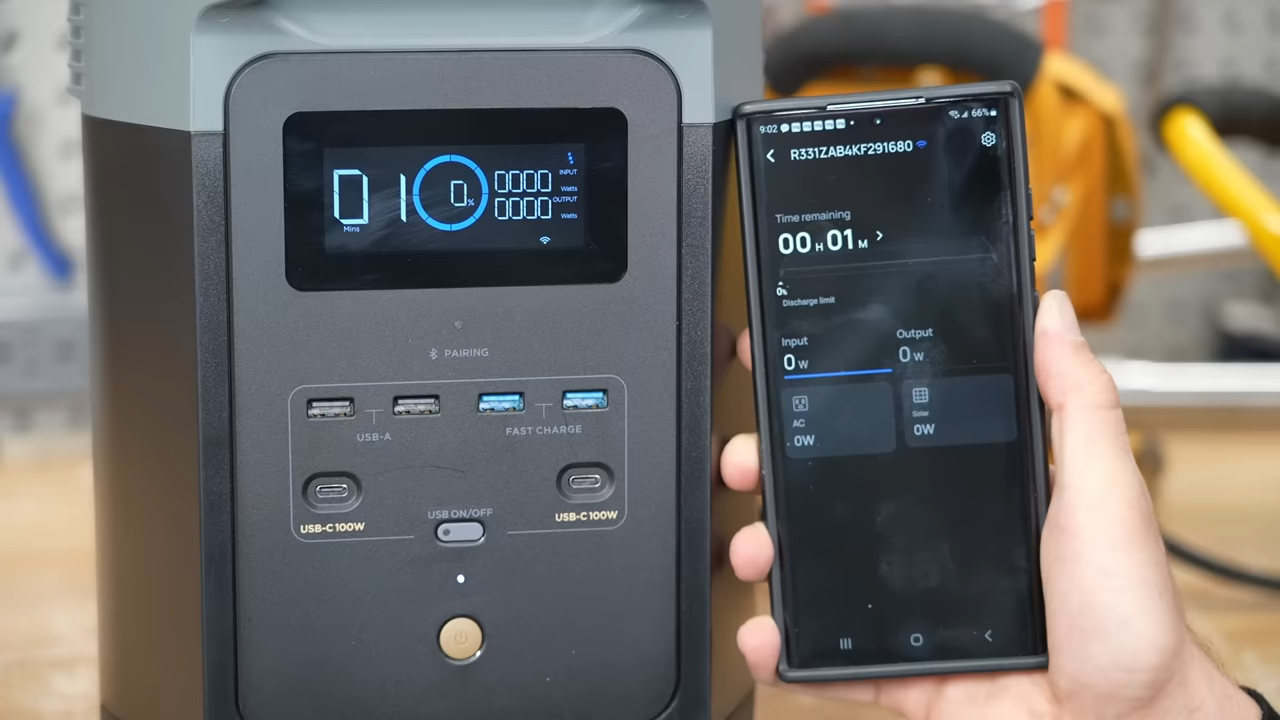 01
Mins
0%
0000
INPUT
Watts
0000
OUTPUT
Watts
PAIRING
USB-A
FAST CHARGE
USB-C 100W
USB ON/OFF
USB-C 100W
9:02
66%
R331ZAB4KF291680
Time remaining
00 H 01 M
0%
Discharge limit
Input
0 W
Output
0 W
AC
0W
Solar
0W